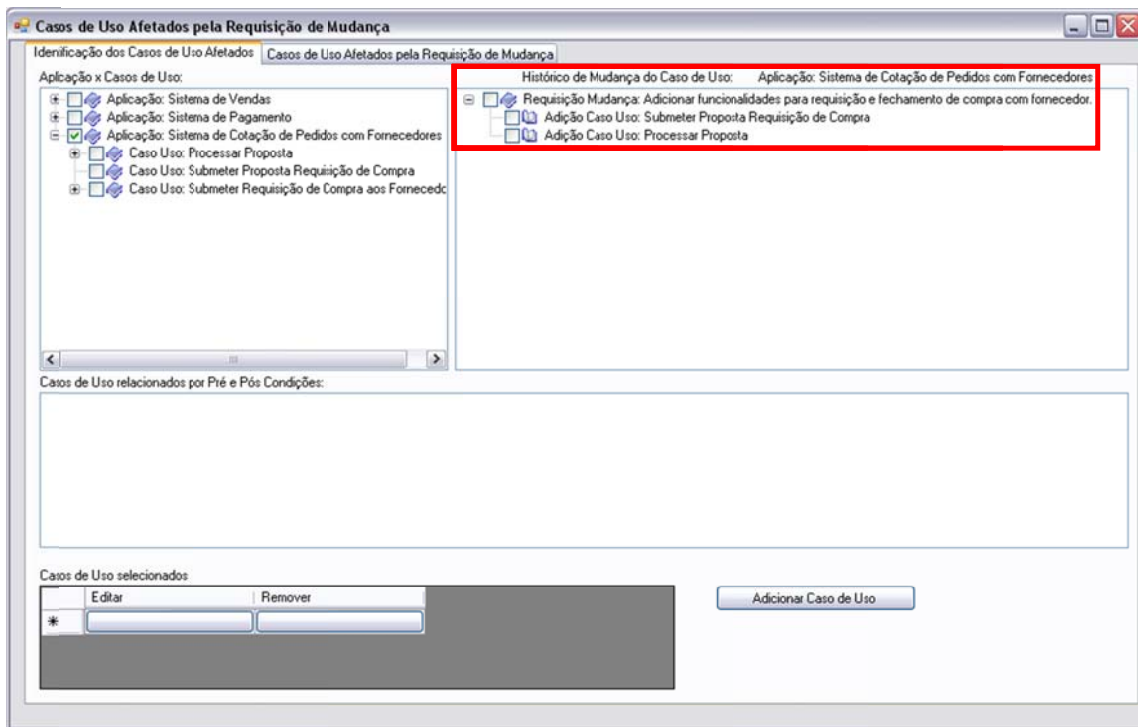 Casos de Uso Afetados pela Requisição de Mudança
Identificação dos Casos de Uso Afetados
Casos de Uso Afetados pela Requisição de Mudança
Aplicação x Casos de Uso:
Aplicação: Sistema de Vendas
Aplicação: Sistema de Pagamento
Aplicação: Sistema de Cotação de Pedidos com Fornecedores
Caso Uso: Processar Proposta
Caso Uso: Submeter Proposta Requisição de Compra
Caso Uso: Submeter Requisição de Compra aos Fornecedc
Histórico de Mudança do Caso de Uso: Aplicação: Sistema de Cotação de Pedidos com Fornecedores
Requisição Mudança: Adicionar funcionalidades para requisição e fechamento de compra com fornecedor.
Adição Caso Uso: Submeter Proposta Requisição de Compra
Adição Caso Uso: Processar Proposta
Casos de Uso relacionados por Pré e Pós Condições:
Casos de Uso selecionados
Editar Remover
Adicionar Caso de Uso